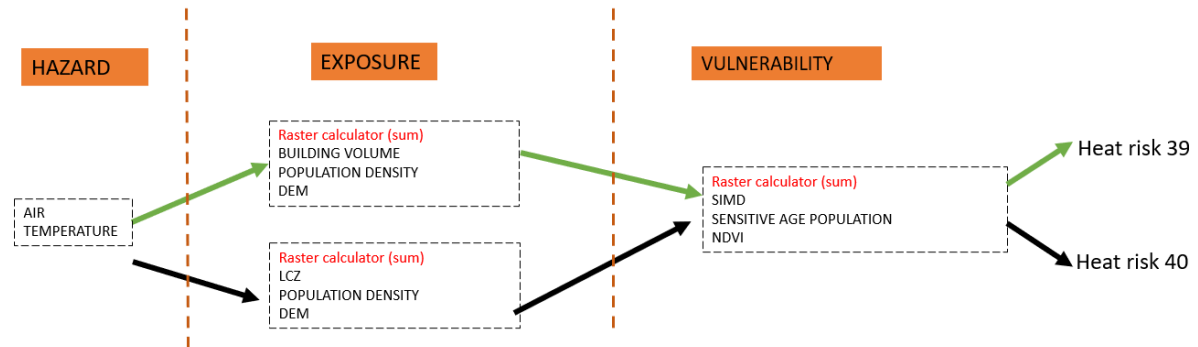 HAZARD
EXPOSURE
VULNERABILITY
AIR
TEMPERATURE
Raster calculator (sum)
BUILDING VOLUME
POPULATION DENSITY
DEM
Raster calculator (sum)
LCZ
POPULATION DENSITY
DEM
Raster calculator (sum)
SIMD
SENSITIVE AGE POPULATION
NDVI
Heat risk 39
Heat risk 40